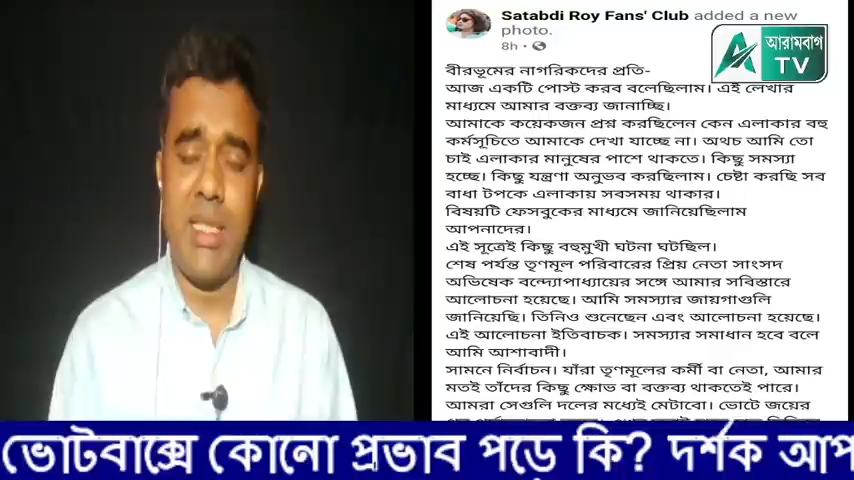 Satabdi Roy Fans' Club added a new
photo.
8h
আরামবাগ
TV
বীরভূমের নাগরিকদের প্রতি-
আজ একটি পোস্ট করব বলেছিলাম। এই লেখার
মাধ্যমে আমার বক্তব্য জানাচ্ছি।
আমাকে কয়েকজন প্রশ্ন করছিলেন কেন এলাকার বহু
কর্মসূচিতে আমাকে দেখা যাচ্ছে না। অথচ আমি তো
চাই এলাকার মানুষের পাশে থাকতে। কিছু সমস্যা
হচ্ছে। কিছু যন্ত্রণা অনুভব করছিলাম। চেষ্টা করছি সব
বাধা টপকে এলাকায় সবসময় থাকার।
বিষয়টি ফেসবুকের মাধ্যমে জানিয়েছিলাম
আপনাদের।
এই সূত্রেই কিছু বহুমুখী ঘটনা ঘটছিল।
শেষ পর্যন্ত তৃণমূল পরিবারের প্রিয় নেতা সাংসদ
অভিষেক বন্দ্যোপাধ্যায়ের সঙ্গে আমার সবিস্তারে
আলোচনা হয়েছে। আমি সমস্যার জায়গাগুলি
জানিয়েছি। তিনিও শুনেছেন এবং আলোচনা হয়েছে।
এই আলোচনা ইতিবাচক। সমস্যার সমাধান হবে বলে
আমি আশাবাদী।
সামনে নির্বাচন। যাঁরা তৃণমূলের কর্মী বা নেতা, আমার
মতই তাঁদের কিছু ক্ষোভ বা বক্তব্য থাকতেই পারে।
আমরা সেগুলি দলের মধ্যেই মেটাবো। ভোটে জয়ের
ভোটবাক্সে কোনো প্রভাব পড়ে কি? দর্শক আপ